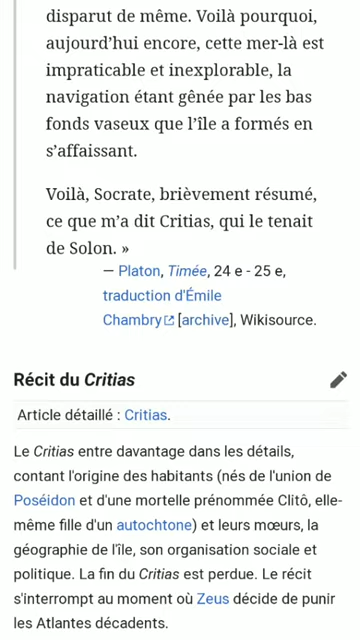 disparut de même. Voilà pourquoi,
aujourd’hui encore, cette mer-là est
impraticable et inexplorable, la
navigation étant gênée par les bas
fonds vaseux que l’île a formés en
s’affaissant.
Voilà, Socrate, brièvement résumé,
ce que m’a dit Critias, qui le tenait
de Solon. »
— Platon, Timée, 24 e - 25 e,
traduction d'Émile
Chambry [archive], Wikisource.
Récit du Critias
Article détaillé : Critias.
Le Critias entre davantage dans les détails,
contant l'origine des habitants (nés de l'union de
Poséidon et d'une mortelle prénommée Clitô, elle-
même fille d'un autochtone) et leurs mœurs, la
géographie de l'île, son organisation sociale et
politique. La fin du Critias est perdue. Le récit
s'interrompt au moment où Zeus décide de punir
les Atlantes décadents.